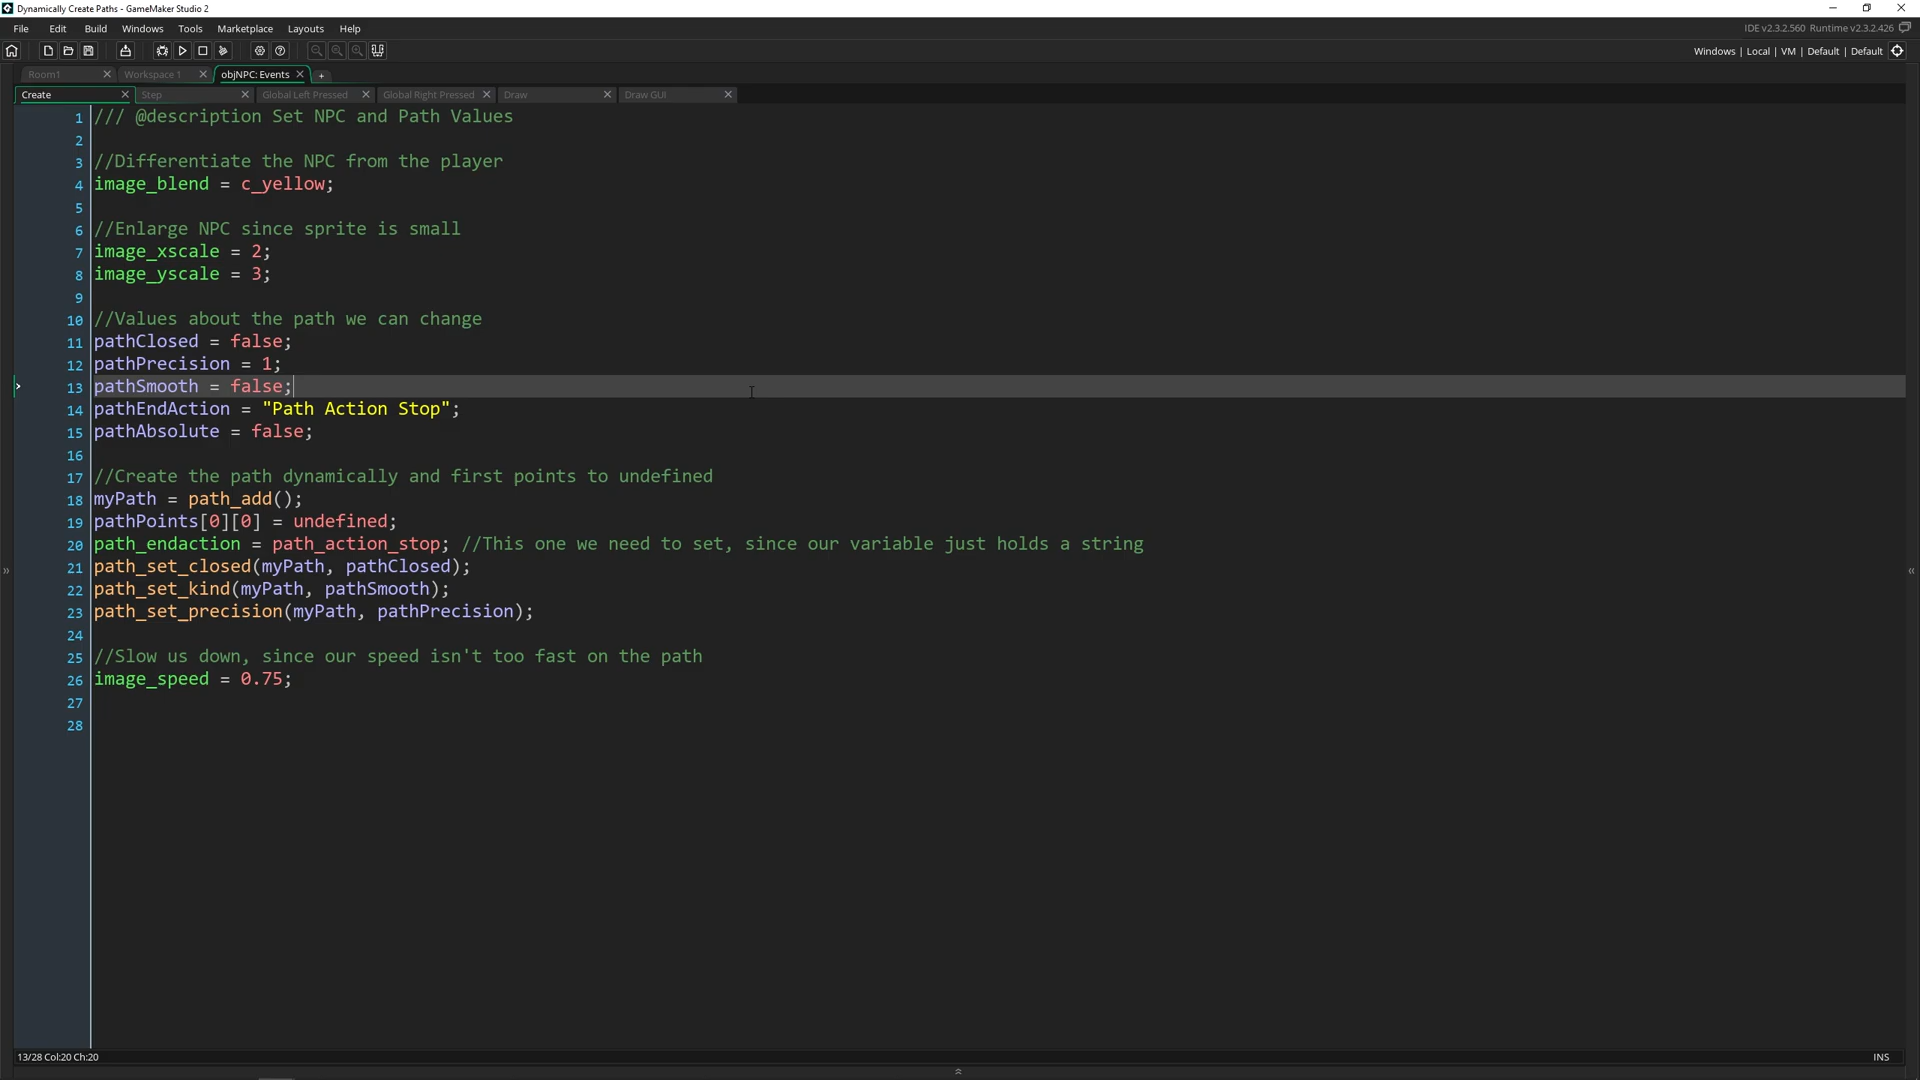 Dynamically Create Paths - GameMaker Studio 2
File Edit Build Windows Tools Marketplace Layouts Help
IDE v2.3.2.560 Runtime v2.3.2.426
Windows | Local | VM | Default | Default
Room1 Workspace 1 objNPC: Events
Create Step Global Left Pressed Global Right Pressed Draw Draw GUI
1 /// @description Set NPC and Path Values
2
3 //Differentiate the NPC from the player
4 image_blend = c_yellow;
5
6 //Enlarge NPC since sprite is small
7 image_xscale = 2;
8 image_yscale = 3;
9
10 //Values about the path we can change
11 pathClosed = false;
12 pathPrecision = 1;
13 pathSmooth = false;
14 pathEndAction = "Path Action Stop";
15 pathAbsolute = false;
16
17 //Create the path dynamically and first points to undefined
18 myPath = path_add();
19 pathPoints[0][0] = undefined;
20 path_endaction = path_action_stop; //This one we need to set, since our variable just holds a string
21 path_set_closed(myPath, pathClosed);
22 path_set_kind(myPath, pathSmooth);
23 path_set_precision(myPath, pathPrecision);
24
25 //Slow us down, since our speed isn't too fast on the path
26 image_speed = 0.75;
27
28
13/28 Col:20 Ch:20 INS